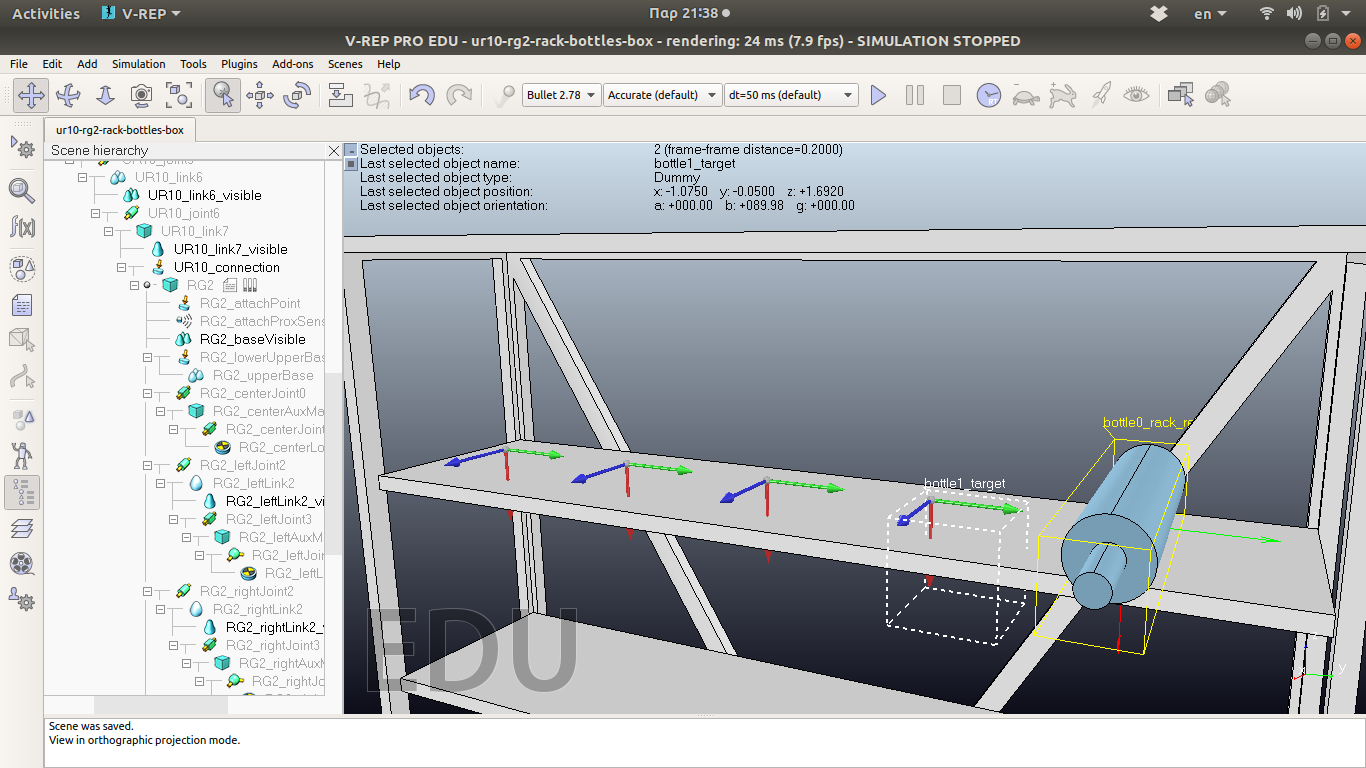 Activities V-REP Παρ 21:38 en
V-REP PRO EDU - ur10-rg2-rack-bottles-box - rendering: 24 ms (7.9 fps) - SIMULATION STOPPED
File Edit Add Simulation Tools Plugins Add-ons Scenes Help
Bullet 2.78 Accurate (default) dt=50 ms (default) RT
ur10-rg2-rack-bottles-box
Scene hierarchy
f(x)
UR10_joint5
UR10_link6
UR10_link6_visible
UR10_joint6
UR10_link7
UR10_link7_visible
UR10_connection
RG2
RG2_attachPoint
RG2_attachProxSens
RG2_baseVisible
RG2_lowerUpperBas
RG2_upperBase
RG2_centerJoint0
RG2_centerAuxMa
RG2_centerJoint
RG2_centerLo
RG2_leftJoint2
RG2_leftLink2
RG2_leftLink2_vi
RG2_leftJoint3
RG2_leftAuxM
RG2_leftJoin
RG2_leftL
RG2_rightJoint2
RG2_rightLink2
RG2_rightLink2_
RG2_rightJoint3
RG2_rightAuxM
RG2_rightJo
Selected objects: 2 (frame-frame distance=0.2000)
Last selected object name: bottle1_target
Last selected object type: Dummy
Last selected object position: x: -1.0750 y: -0.0500 z: +1.6920
Last selected object orientation: a: +000.00 b: +089.98 g: +000.00
bottle0_rack_re
bottle1_target
EDU
y
Scene was saved.
View in orthographic projection mode.